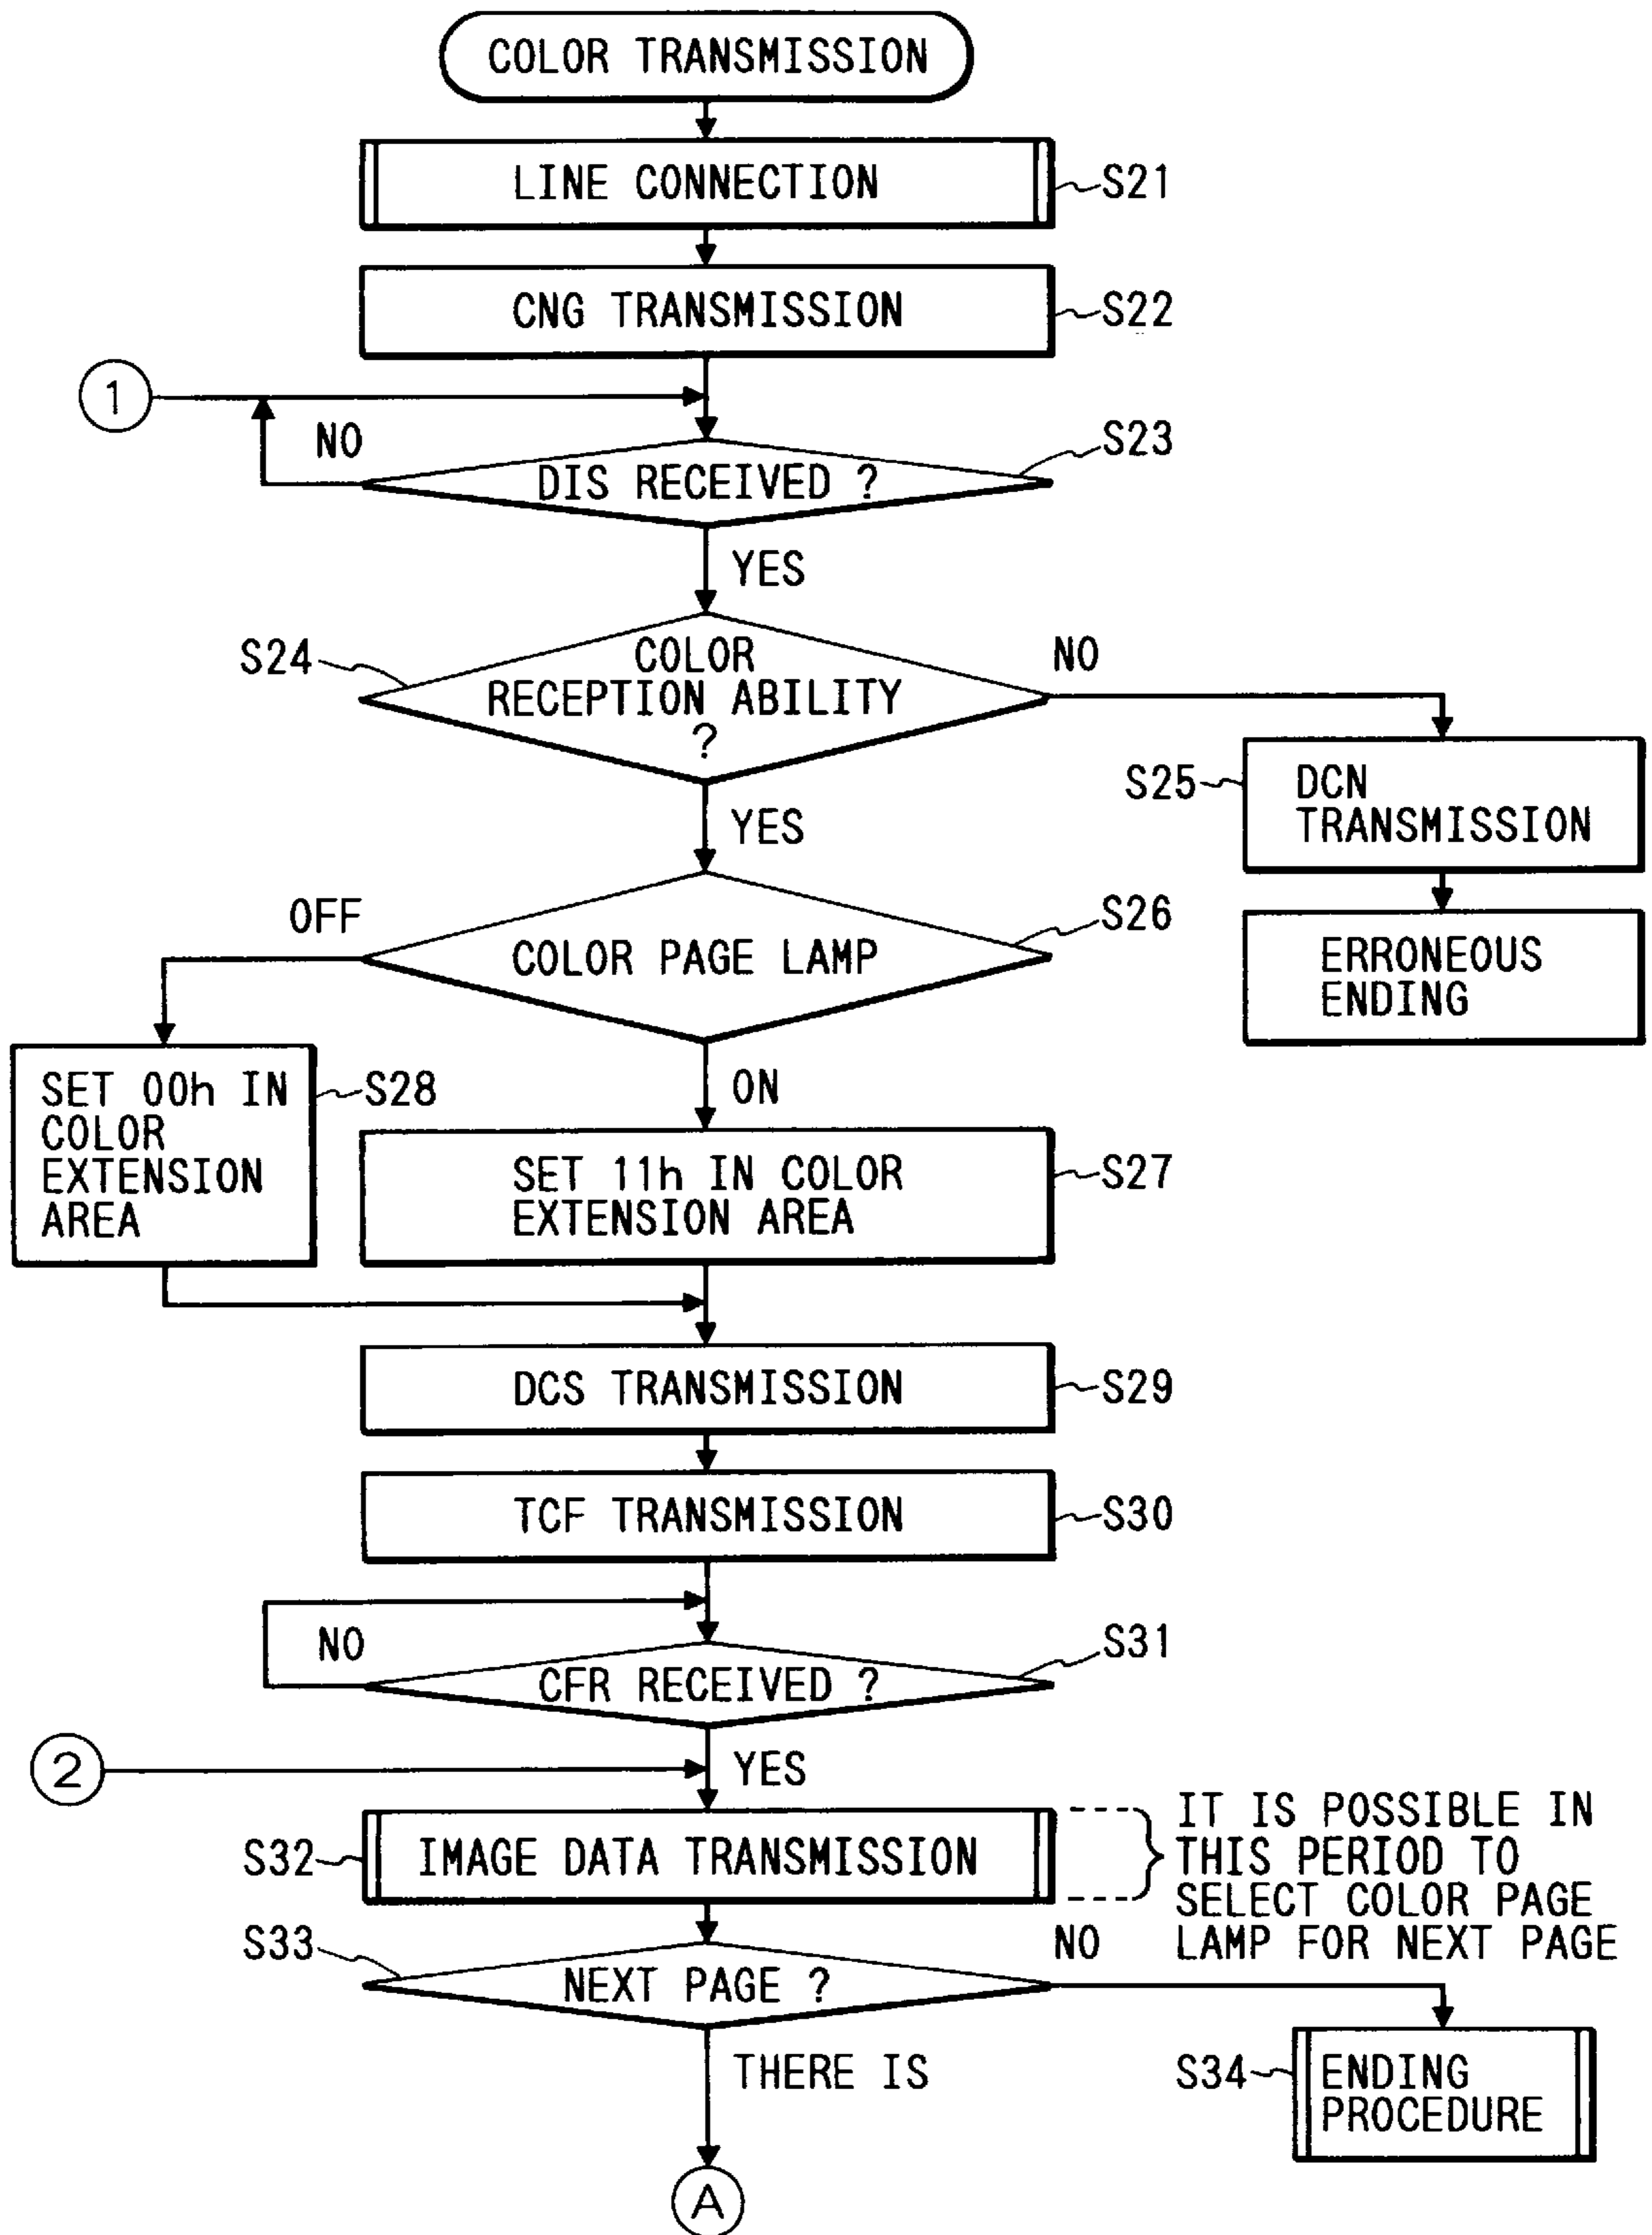 COLOR TRANSMISSION
LINE CONNECTION
S21
CNG TRANSMISSION
S22
1
NO
S23
DIS RECEIVED ?
YES
S24
COLOR
RECEPTION ABILITY
?
NO
S25
DCN
TRANSMISSION
YES
OFF
S26
COLOR PAGE LAMP
ERRONEOUS
ENDING
SET 00h IN
COLOR
EXTENSION
AREA
S28
ON
SET 11h IN COLOR
EXTENSION AREA
S27
DCS TRANSMISSION
S29
TCF TRANSMISSION
S30
NO
S31
CFR RECEIVED ?
2
YES
S32
IMAGE DATA TRANSMISSION
IT IS POSSIBLE IN
THIS PERIOD TO
SELECT COLOR PAGE
LAMP FOR NEXT PAGE
S33
NO
NEXT PAGE ?
THERE IS
S34
ENDING
PROCEDURE
A